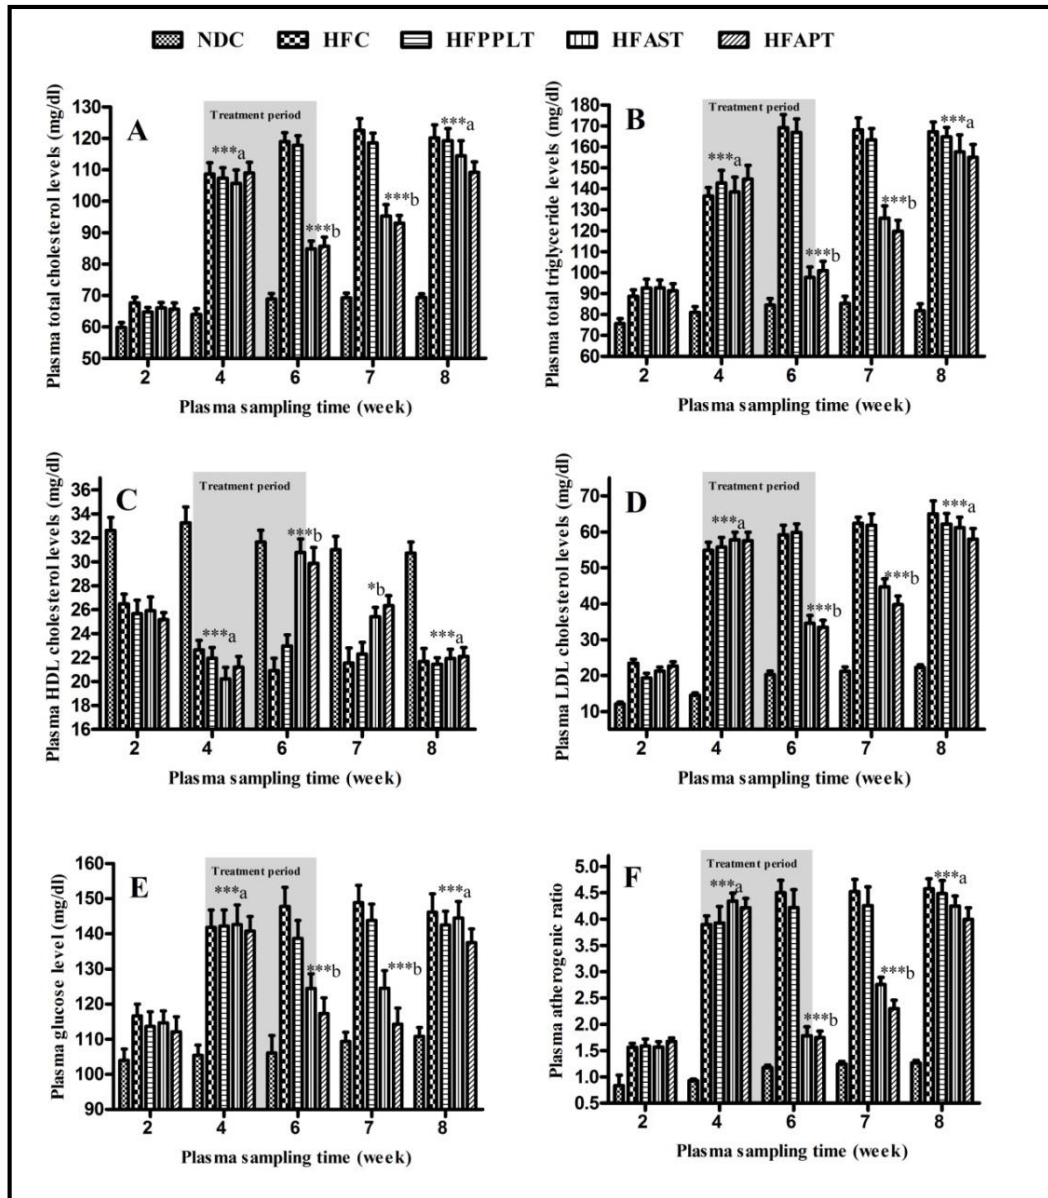 NDC HFC HFPPLT HFAST HFAPT
A
Plasma total cholesterol levels (mg/dl)
130
120
110
100
90
80
70
60
50
Treatment period
***a
***b
***b
***a
2 4 6 7 8
Plasma sampling time (week)
B
Plasma total triglyceride levels (mg/dl)
180
170
160
150
140
130
120
110
100
90
80
70
60
Treatment period
***a
***b
***b
***a
2 4 6 7 8
Plasma sampling time (week)
C
Plasma HDL cholesterol levels (mg/dl)
36
34
32
30
28
26
24
22
20
18
16
Treatment period
***a
***b
*b
***a
2 4 6 7 8
Plasma sampling time (week)
D
Plasma LDL cholesterol levels (mg/dl)
70
60
50
40
30
20
10
Treatment period
***a
***b
***b
***a
2 4 6 7 8
Plasma sampling time (week)
E
Plasma glucose level (mg/dl)
160
150
140
130
120
110
100
90
Treatment period
***a
***b
***b
***a
2 4 6 7 8
Plasma sampling time (week)
F
Plasma atherogenic ratio
5.0
4.5
4.0
3.5
3.0
2.5
2.0
1.5
1.0
0.5
Treatment period
***a
***b
***b
***a
2 4 6 7 8
Plasma sampling time (week)